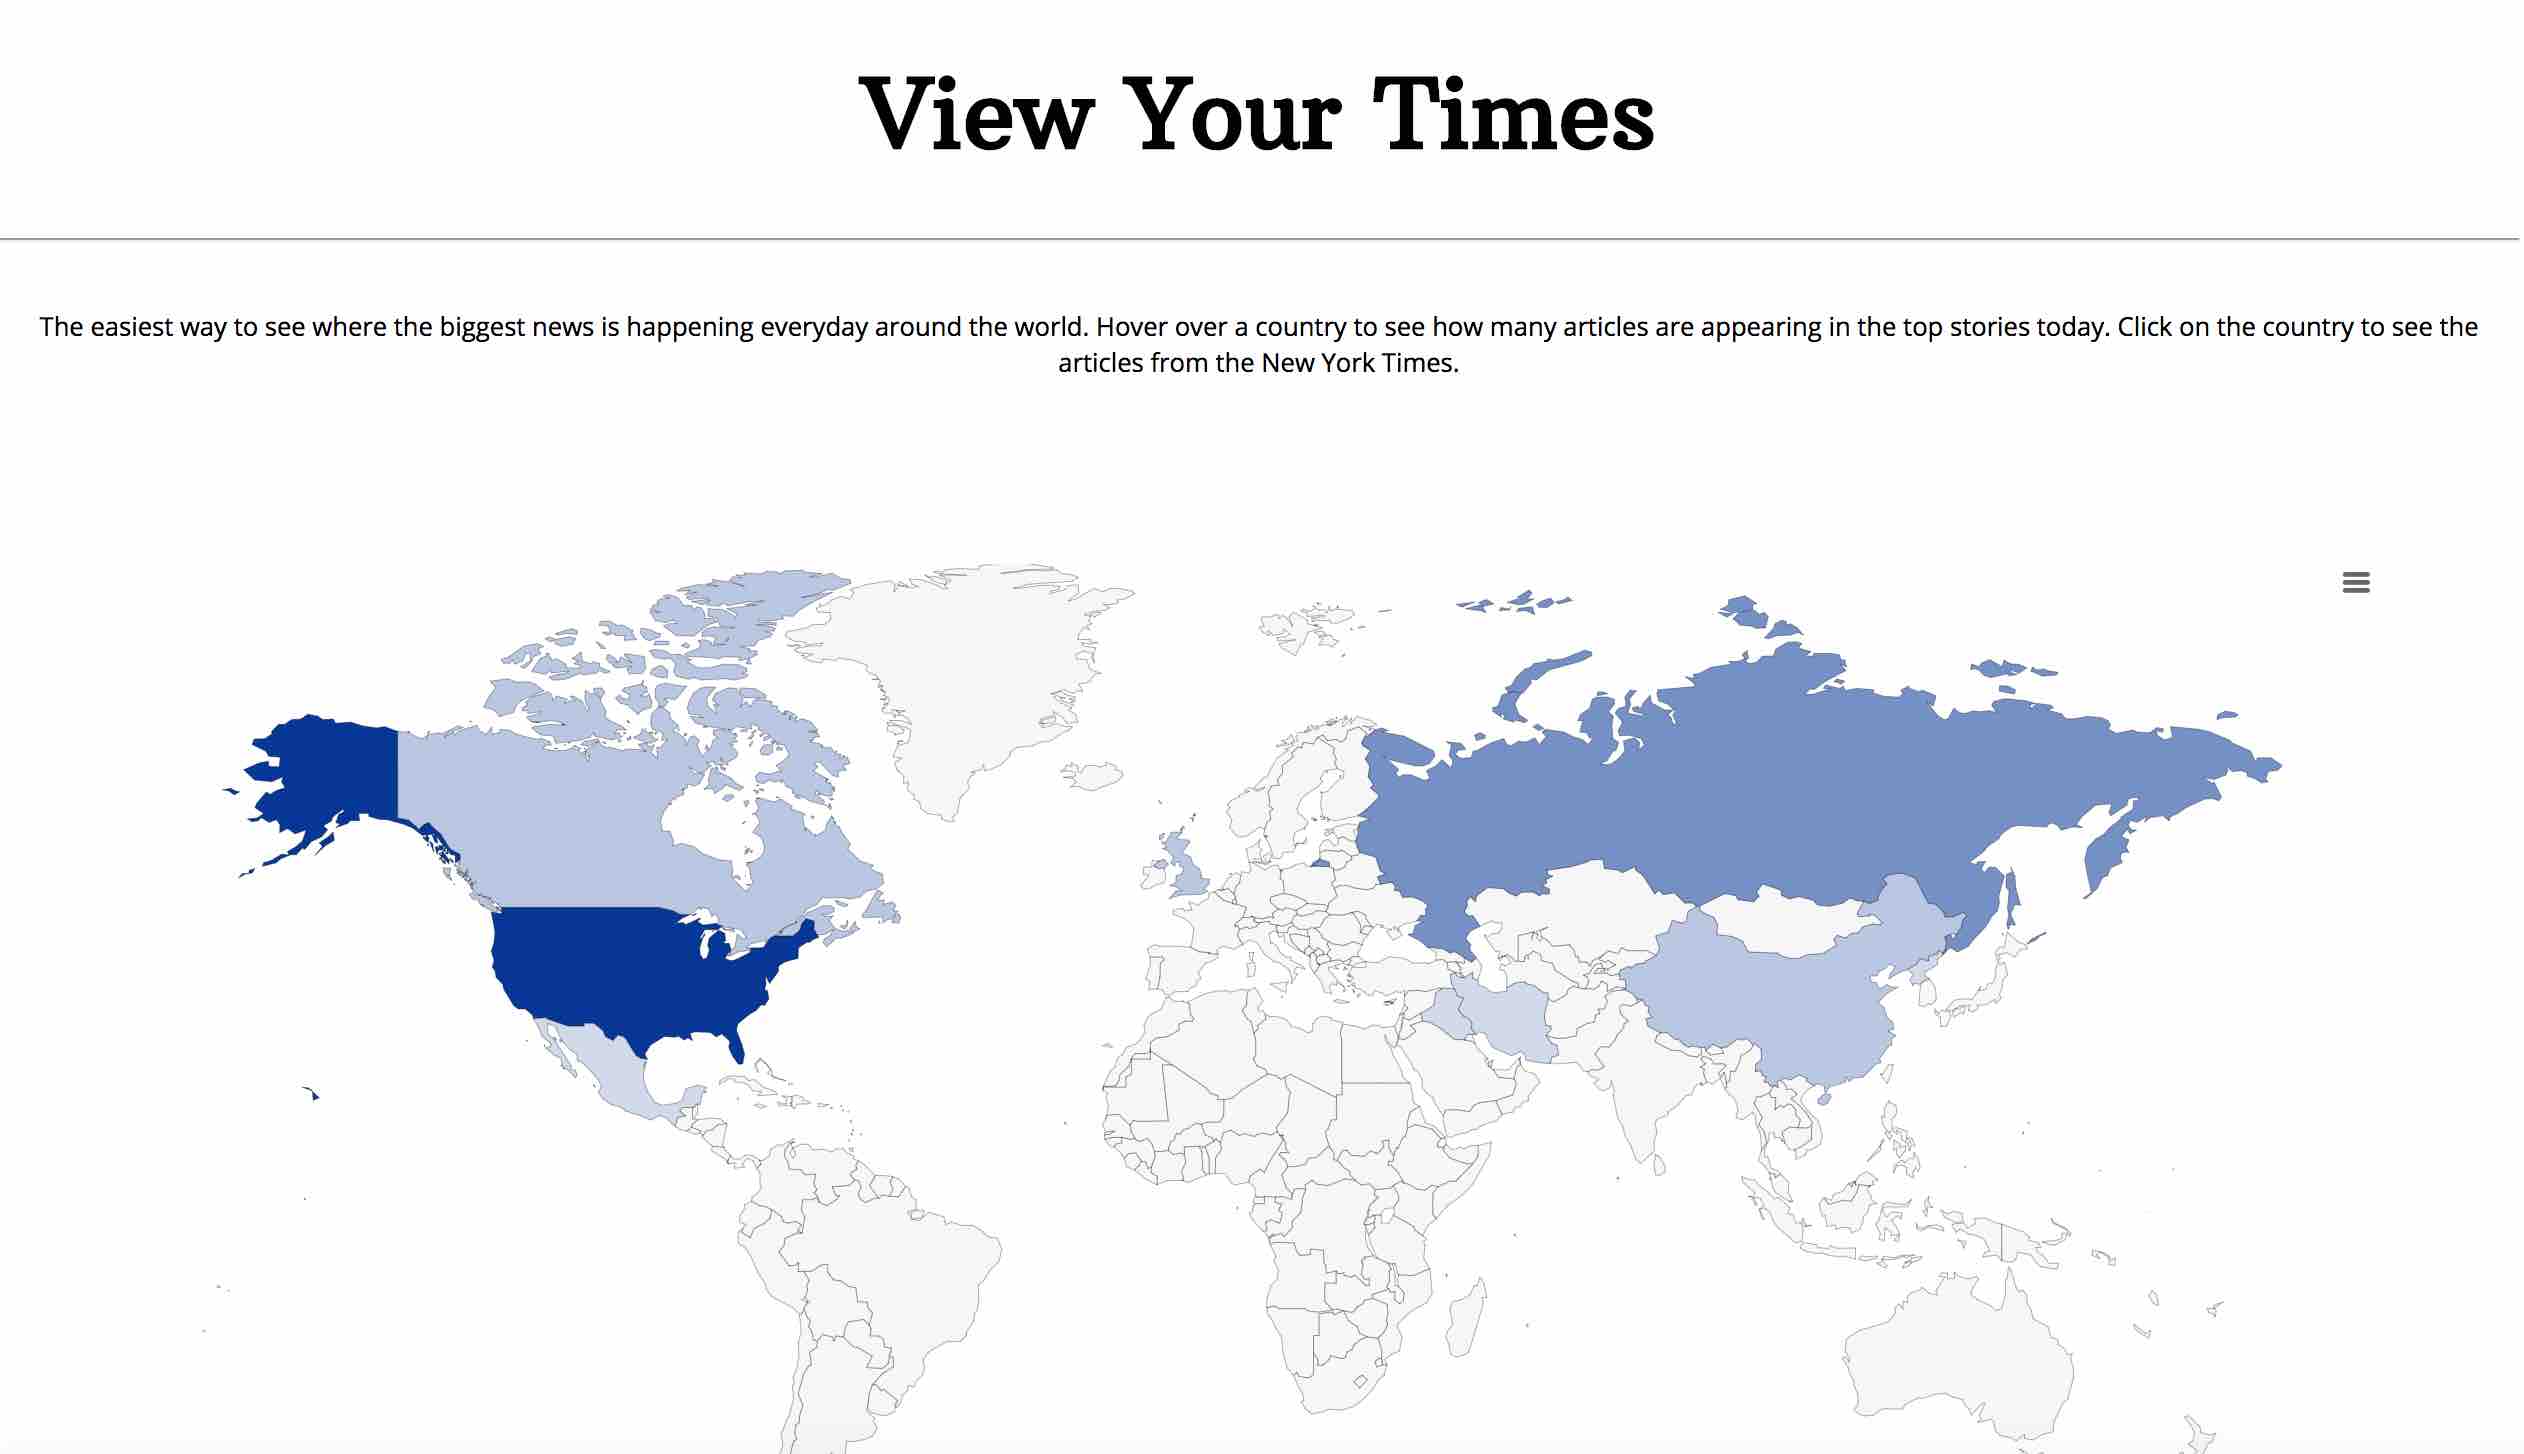 View Your Times
The easiest way to see where the biggest news is happening everyday around the world. Hover over a country to see how many articles are appearing in the top stories today. Click on the country to see the
articles from the New York Times.